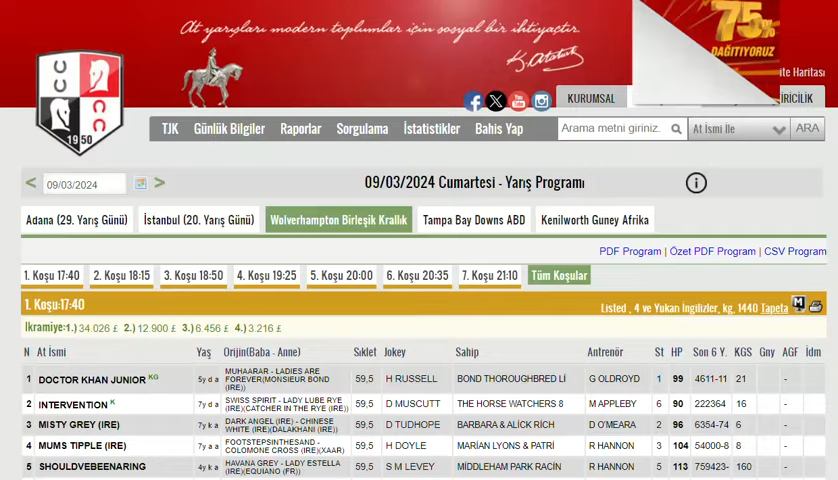 At yarışları modern toplumlar için sosyal bir ihtiyaçtır.
K. Atatürk
75%
DAĞITIYORUZ
ite Haritası
KURUMSAL
İRİCİLİK
1950
TJK Günlük Bilgiler Raporlar Sorgulama İstatistikler Bahis Yap
Arama metni giriniz. At İsmi İle ARA
< 09/03/2024 >
09/03/2024 Cumartesi - Yarış Programı
Adana (29. Yarış Günü) İstanbul (20. Yarış Günü) Wolverhampton Birleşik Krallık Tampa Bay Downs ABD Kenilworth Guney Afrika
PDF Program | Özet PDF Program | CSV Program
1. Koşu 17:40 2. Koşu 18:15 3. Koşu 18:50 4. Koşu 19:25 5. Koşu 20:00 6. Koşu 20:35 7. Koşu 21:10 Tüm Koşular
1. Koşu:17:40 Listed , 4 ve Yukarı İngilizler, kg, 1440 Tapeta
İkramiye:1.) 34.026 £ 2.) 12.900 £ 3.) 6.456 £ 4.) 3.216 £
N At İsmi Yaş Orijin(Baba - Anne) Sıklet Jokey Sahip Antrenör St HP Son 6 Y. KGS Gny AGF İdm
1 DOCTOR KHAN JUNIOR KG 5y d a MUHAARAR - LADIES ARE FOREVER(MONSIEUR BOND (IRE)) 59,5 H RUSSELL BOND THOROUGHBRED Lİ G OLDROYD 1 99 4611-11 21 -
2 INTERVENTION K 7y d a SWISS SPIRIT - LADY LUBE RYE (IRE)(CATCHER IN THE RYE (IRE)) 59,5 D MUSCUTT THE HORSE WATCHERS 8 M APPLEBY 6 90 222364 16 -
3 MISTY GREY (IRE) 7y k a DARK ANGEL (IRE) - CHINESE WHITE (IRE)(DALAKHANI (IRE)) 59,5 D TUDHOPE BARBARA & ALİCK RİCH D O'MEARA 2 96 6354-74 6 -
4 MUMS TIPPLE (IRE) 7y a a FOOTSTEPSINTHESAND - COLOMONE CROSS (IRE)(XAAR) 59,5 H DOYLE MARİAN LYONS & PATRİ R HANNON 3 104 54000-8 8 -
5 SHOULDVEBEENARING 4y k a HAVANA GREY - LADY ESTELLA (IRE)(EQUIANO (FR)) 59,5 S M LEVEY MİDDLEHAM PARK RACİN R HANNON 5 113 759423- 160 -